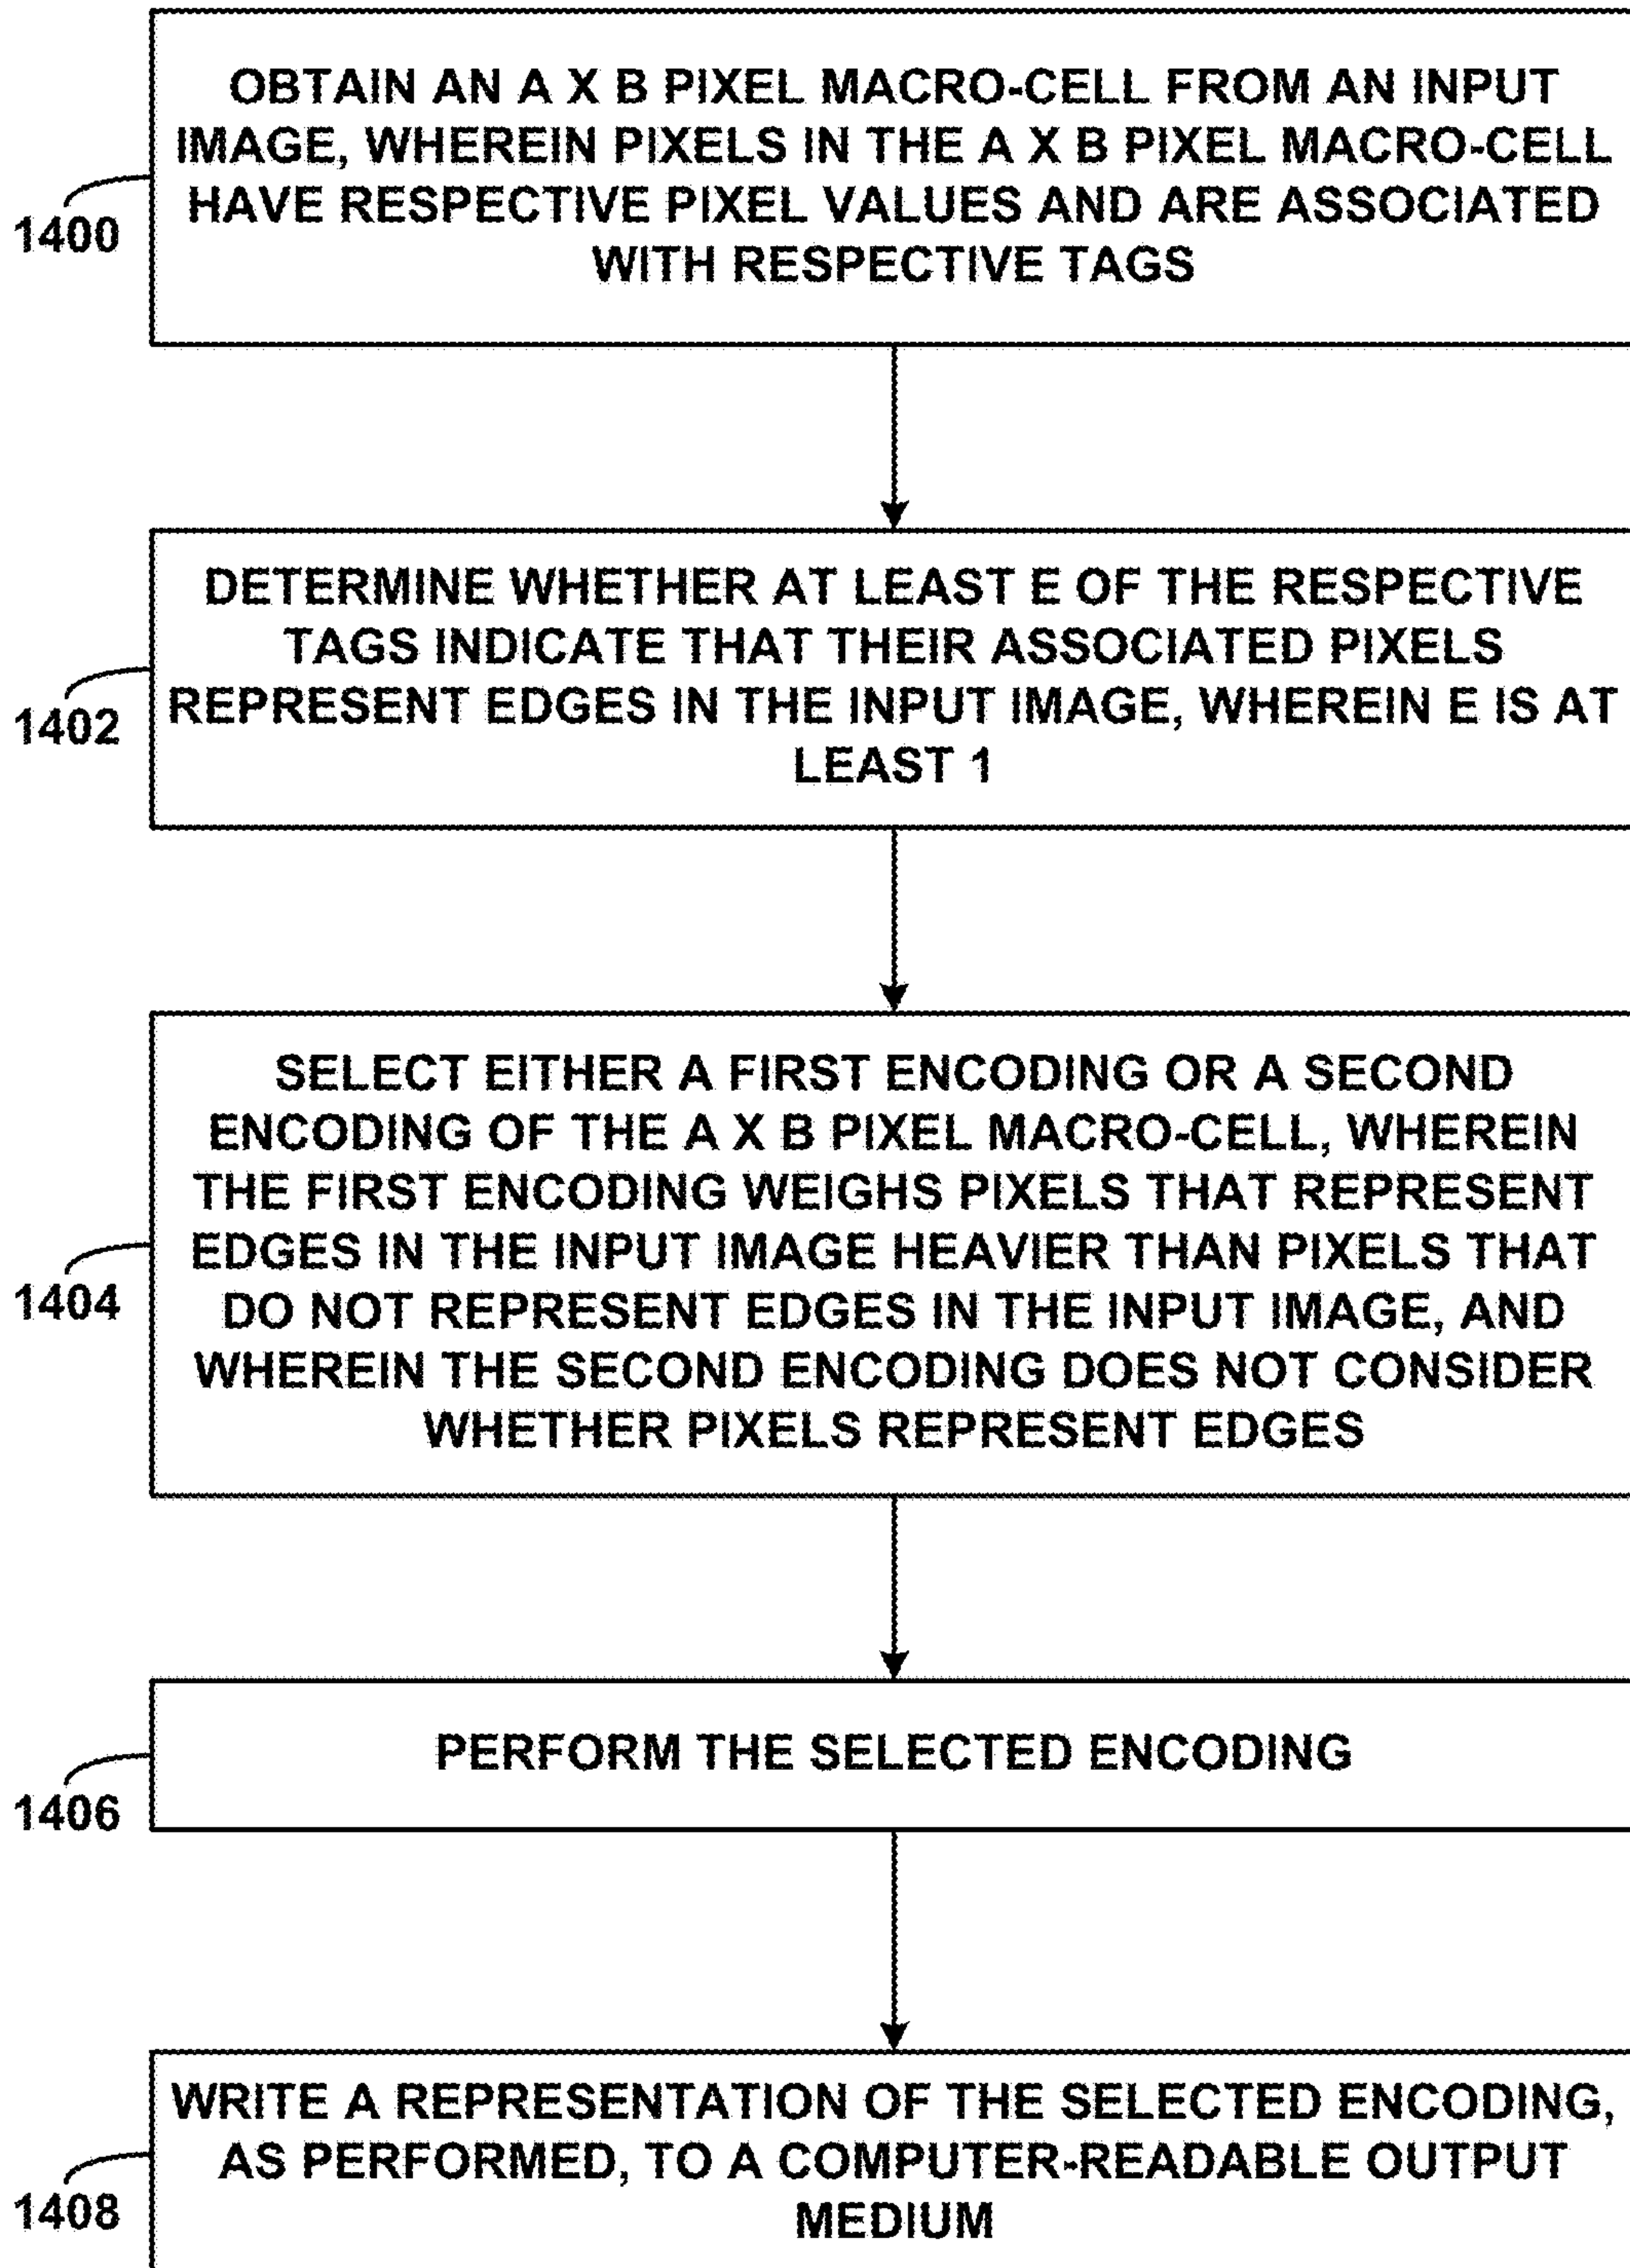 OBTAIN AN A X B PIXEL MACRO-CELL FROM AN INPUT
IMAGE, WHEREIN PIXELS IN THE A X B PIXEL MACRO-CELL
HAVE RESPECTIVE PIXEL VALUES AND ARE ASSOCIATED
WITH RESPECTIVE TAGS
1400
DETERMINE WHETHER AT LEAST E OF THE RESPECTIVE
TAGS INDICATE THAT THEIR ASSOCIATED PIXELS
REPRESENT EDGES IN THE INPUT IMAGE, WHEREIN E IS AT
LEAST 1
1402
SELECT EITHER A FIRST ENCODING OR A SECOND
ENCODING OF THE A X B PIXEL MACRO-CELL, WHEREIN
THE FIRST ENCODING WEIGHS PIXELS THAT REPRESENT
EDGES IN THE INPUT IMAGE HEAVIER THAN PIXELS THAT
DO NOT REPRESENT EDGES IN THE INPUT IMAGE, AND
WHEREIN THE SECOND ENCODING DOES NOT CONSIDER
WHETHER PIXELS REPRESENT EDGES
1404
PERFORM THE SELECTED ENCODING
1406
WRITE A REPRESENTATION OF THE SELECTED ENCODING,
AS PERFORMED, TO A COMPUTER-READABLE OUTPUT
MEDIUM
1408